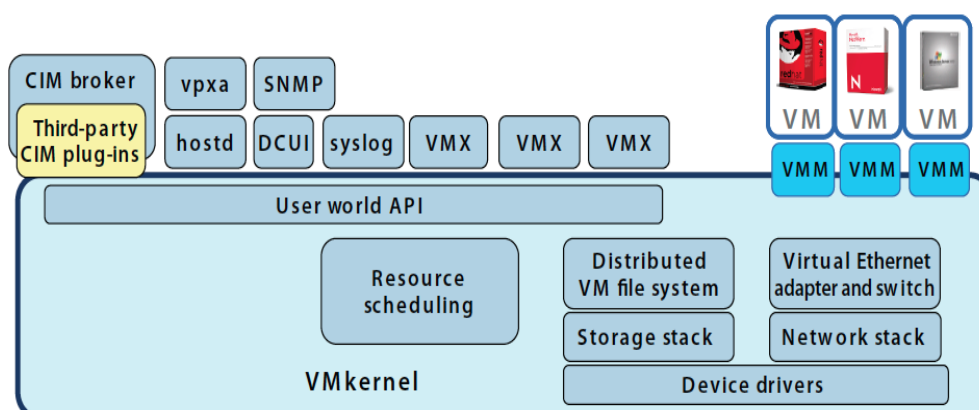 CIM broker
Third-party
CIM plug-ins
vpxa
SNMP
hostd
DCUI
syslog
VMX
VMX
VMX
redhat
N
VM
VM
VM
VMM
VMM
VMM
User world API
Resource
scheduling
Distributed
VM file system
Virtual Ethernet
adapter and switch
Storage stack
Network stack
VMkernel
Device drivers